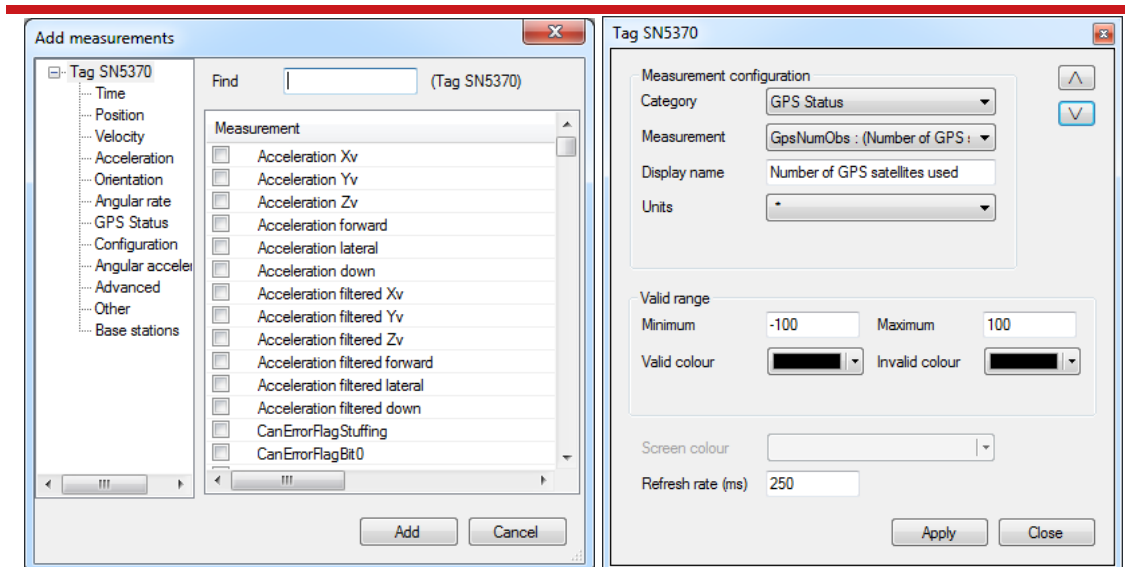 Add measurements
Tag SN5370
Time
Position
Velocity
Acceleration
Orientation
Angular rate
GPS Status
Configuration
Angular acceler
Advanced
Other
Base stations
Find (Tag SN5370)
Measurement
Acceleration Xv
Acceleration Yv
Acceleration Zv
Acceleration forward
Acceleration lateral
Acceleration down
Acceleration filtered Xv
Acceleration filtered Yv
Acceleration filtered Zv
Acceleration filtered forward
Acceleration filtered lateral
Acceleration filtered down
CanErrorFlagStuffing
CanErrorFlagBit0
Add Cancel
Tag SN5370
Measurement configuration
Category GPS Status
Measurement GpsNumObs : (Number of GPS
Display name Number of GPS satellites used
Units *
Valid range
Minimum -100 Maximum 100
Valid colour Invalid colour
Screen colour
Refresh rate (ms) 250
Apply Close